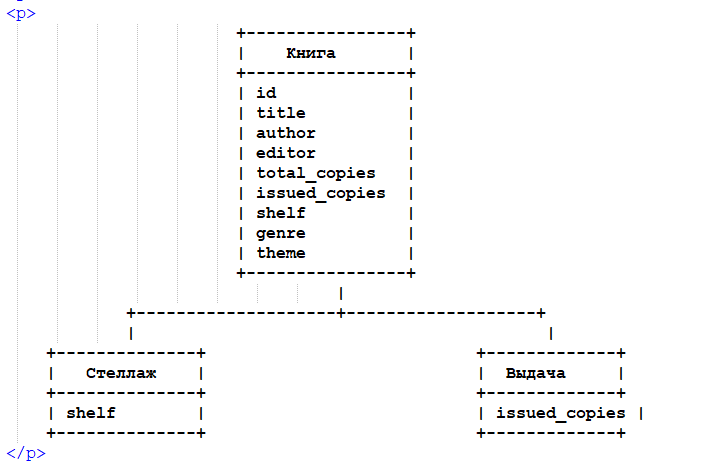 <p>
+----------------+
|    Книга       |
+----------------+
| id             |
| title          |
| author         |
| editor         |
| total_copies   |
| issued_copies  |
| shelf          |
| genre          |
| theme          |
+----------------+
|
+--------------------+-------------------+
|                                         |
+--------------+                           +-------------+
|   Стеллаж    |                           |  Выдача     |
+--------------+                           +-------------+
| shelf        |                           | issued_copies |
+--------------+                           +-------------+
</p>